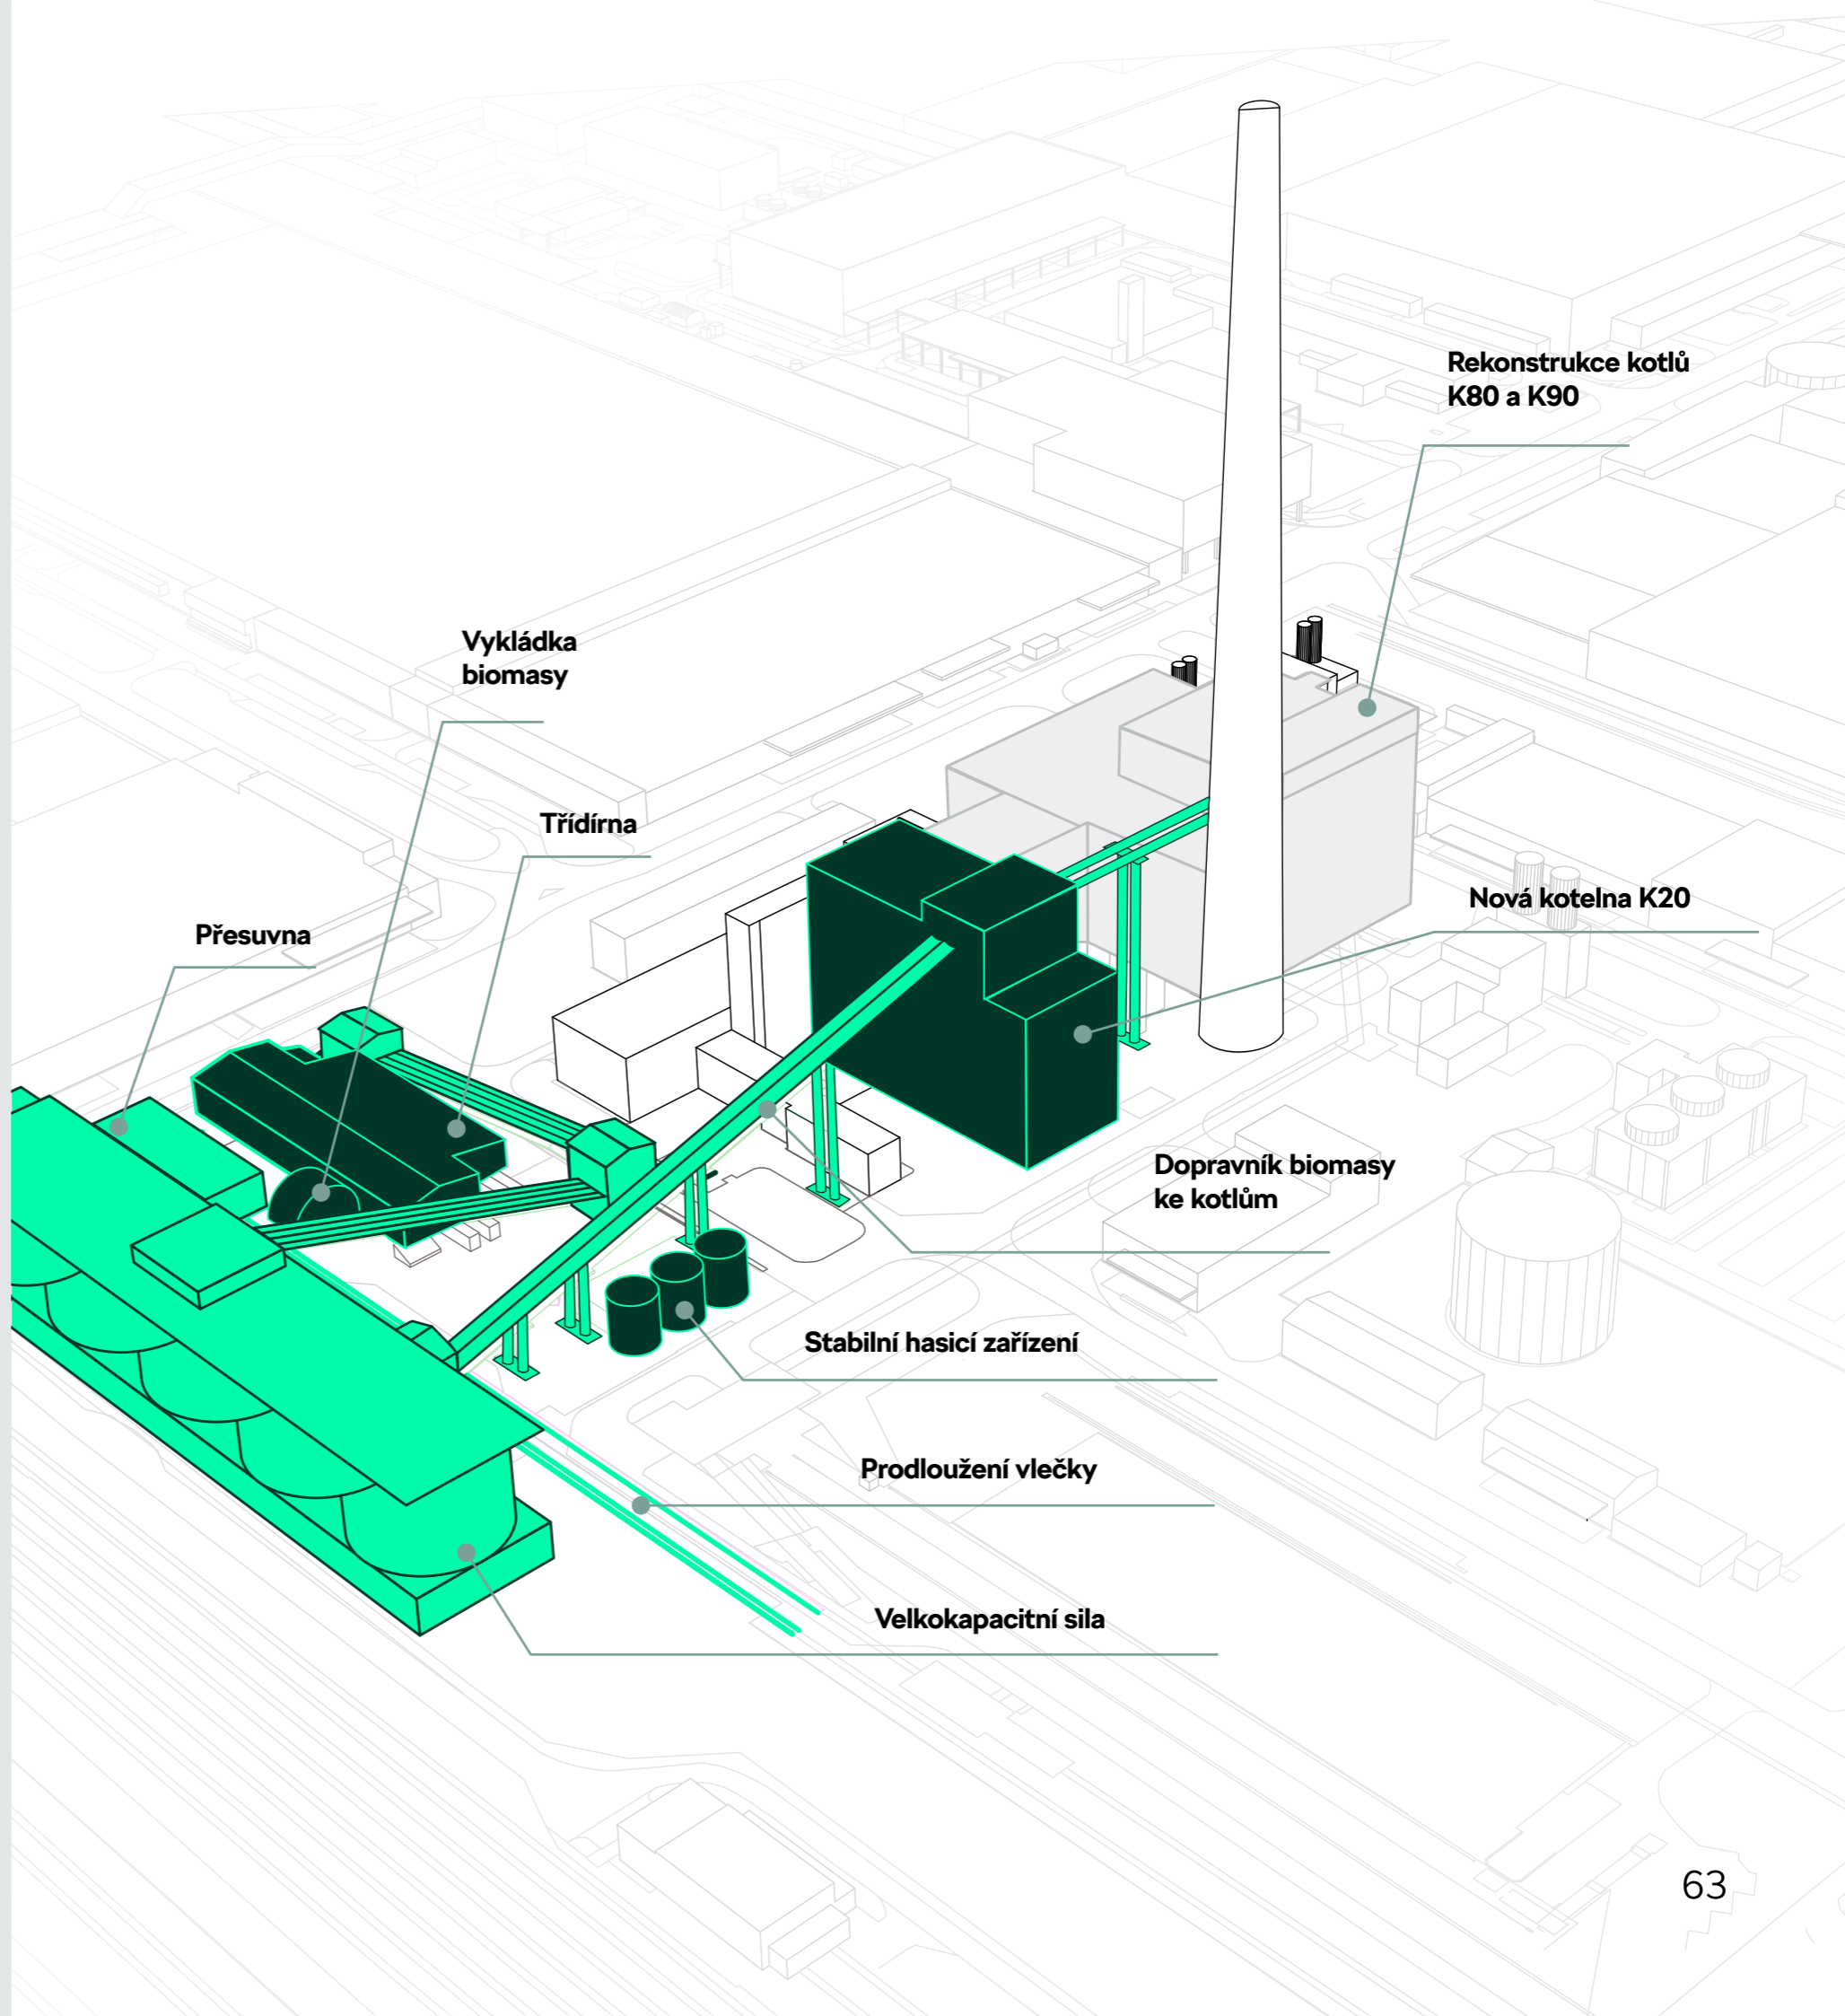 Rekonstrukce kotlů
K80 a K90
Vykládka
biomasy
Třídírna
Nová kotelna K20
Přesuvna
Dopravník biomasy
ke kotlům
Stabilní hasicí zařízení
Prodloužení vlečky
Velkokapacitní sila
63